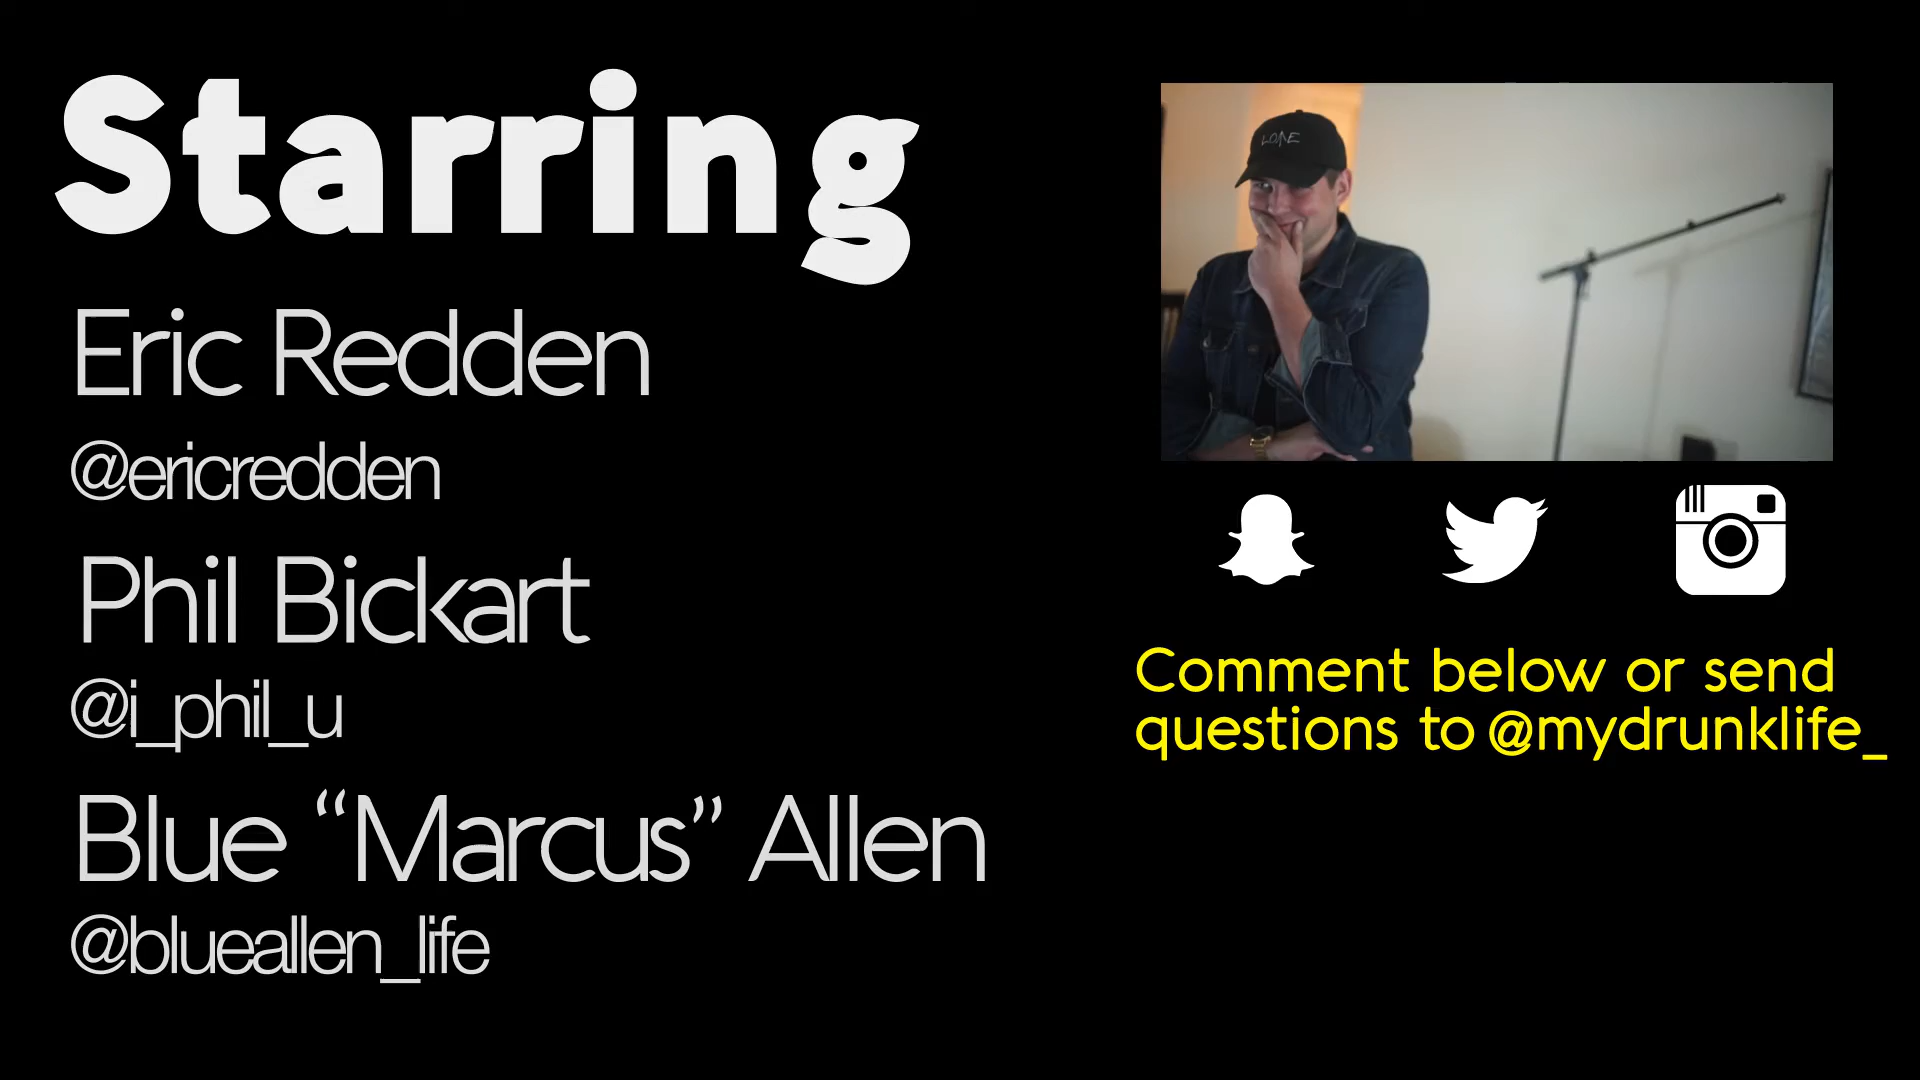 Starring
Eric Redden
@ericredden
Phil Bickart
@i_phil_u
Blue “Marcus” Allen
@blueallen_life
Comment below or send
questions to @mydrunklife_